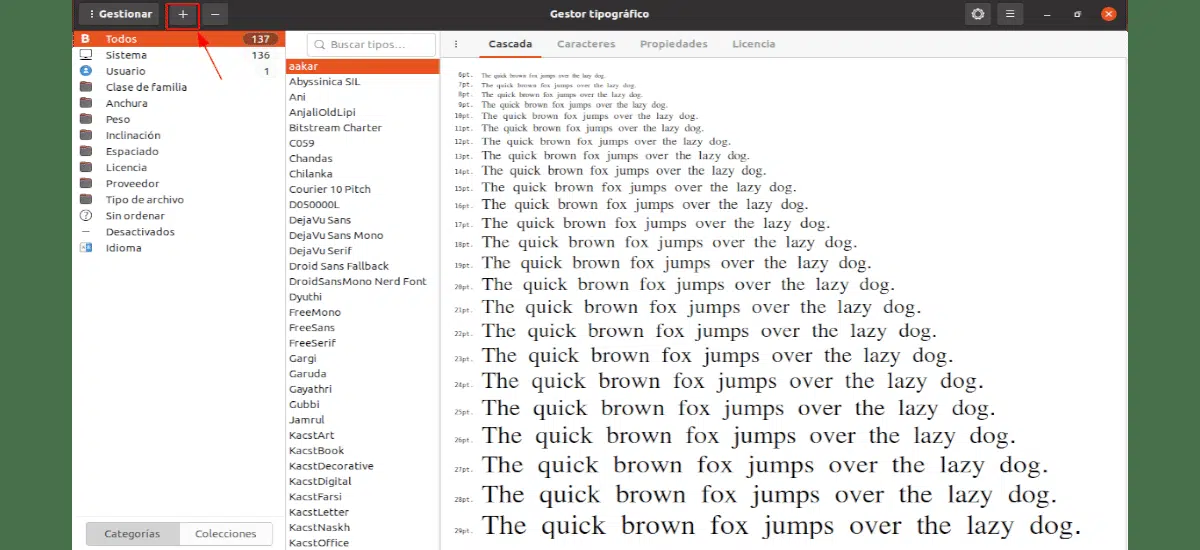 Gestionar
+
−
Gestor tipográfico
B Todos 137
Sistema 136
Usuario 1
Clase de familia
Anchura
Peso
Inclinación
Espaciado
Licencia
Proveedor
Tipo de archivo
? Sin ordenar
Desactivados
Idioma
Categorías
Colecciones
Buscar tipos...
aakar
Abyssinica SIL
Ani
AnjaliOldLipi
Bitstream Charter
C059
Chandas
Chilanka
Courier 10 Pitch
D050000L
DejaVu Sans
DejaVu Sans Mono
DejaVu Serif
Droid Sans Fallback
DroidSansMono Nerd Font
Dyuthi
FreeMono
FreeSans
FreeSerif
Gargi
Garuda
Gayathri
Gubbi
Jamrul
KacstArt
KacstBook
KacstDecorative
KacstDigital
KacstFarsi
KacstLetter
KacstNaskh
KacstOffice
Cascada Caracteres Propiedades Licencia
6pt. The quick brown fox jumps over the lazy dog.
7pt. The quick brown fox jumps over the lazy dog.
8pt. The quick brown fox jumps over the lazy dog.
9pt. The quick brown fox jumps over the lazy dog.
10pt. The quick brown fox jumps over the lazy dog.
11pt. The quick brown fox jumps over the lazy dog.
12pt. The quick brown fox jumps over the lazy dog.
13pt. The quick brown fox jumps over the lazy dog.
14pt. The quick brown fox jumps over the lazy dog.
15pt. The quick brown fox jumps over the lazy dog.
16pt. The quick brown fox jumps over the lazy dog.
17pt. The quick brown fox jumps over the lazy dog.
18pt. The quick brown fox jumps over the lazy dog.
19pt. The quick brown fox jumps over the lazy dog.
20pt. The quick brown fox jumps over the lazy dog.
21pt. The quick brown fox jumps over the lazy dog.
22pt. The quick brown fox jumps over the lazy dog.
23pt. The quick brown fox jumps over the lazy dog.
24pt. The quick brown fox jumps over the lazy dog.
25pt. The quick brown fox jumps over the lazy dog.
26pt. The quick brown fox jumps over the lazy dog.
27pt. The quick brown fox jumps over the lazy dog.
28pt. The quick brown fox jumps over the lazy dog.
29pt. The quick brown fox jumps over the lazy dog.